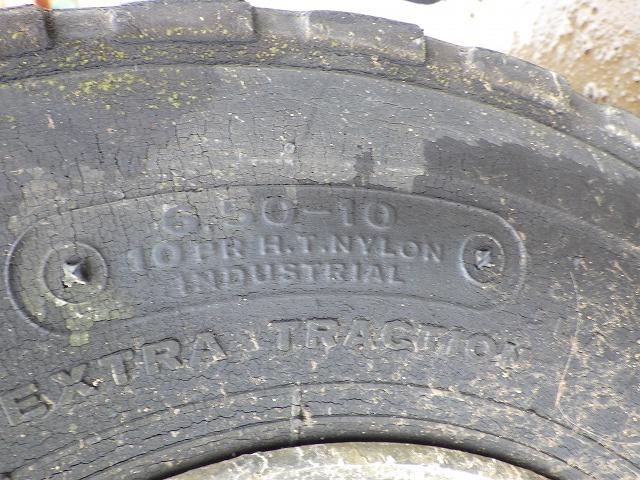 6.50-10
10 PR H.T.NYLON
INDUSTRIAL
EXTRA TRACTION